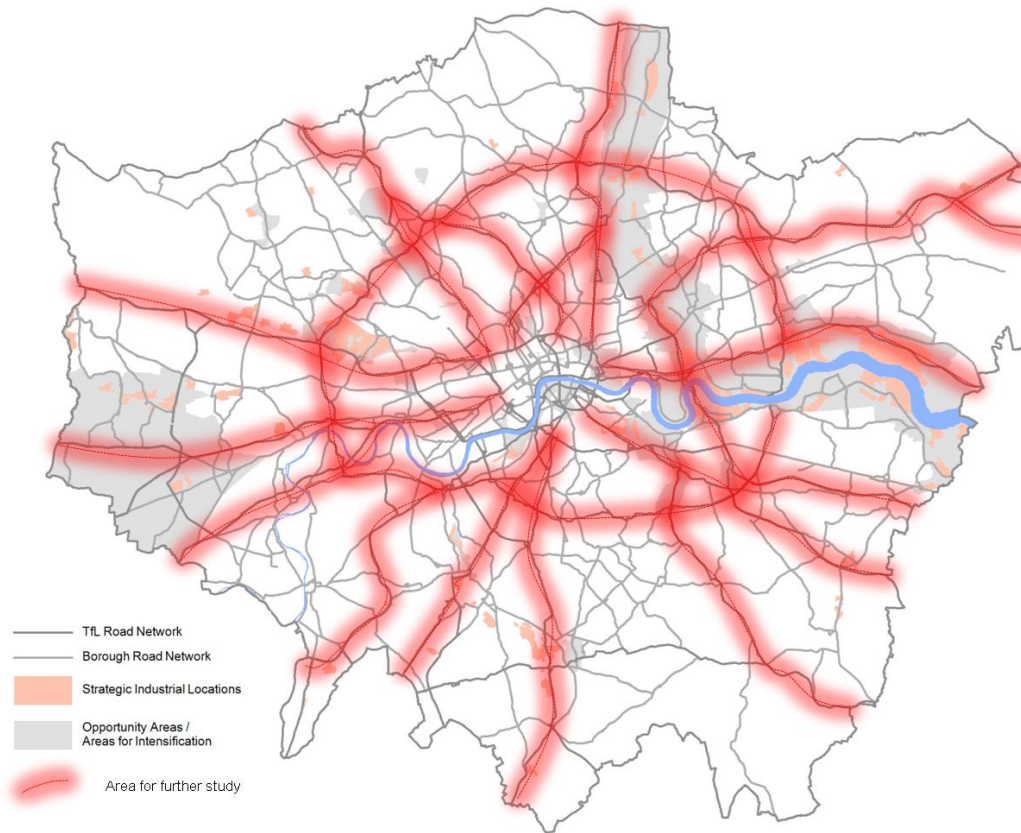 TfL Road Network
Borough Road Network
Strategic Industrial Locations
Opportunity Areas /
Areas for Intensification
Area for further study